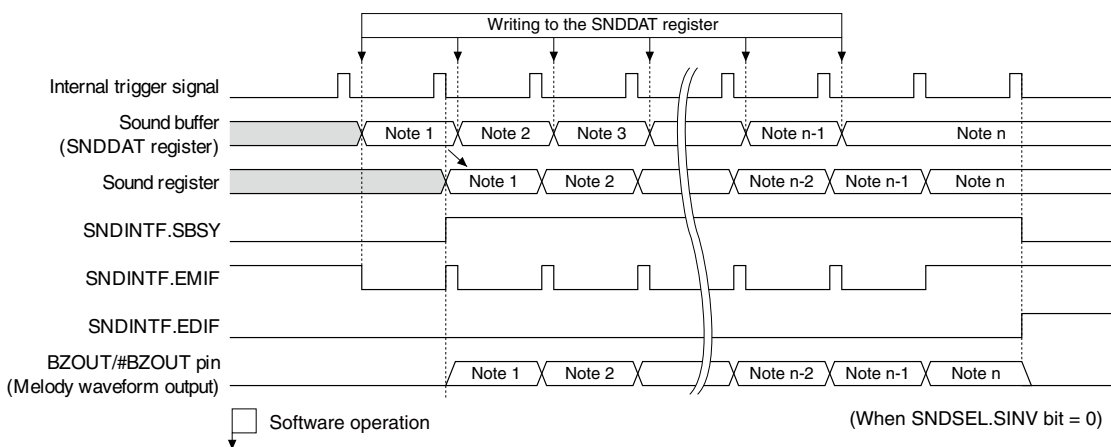 Writing to the SNDDAT register
Internal trigger signal
Sound buffer
(SNDDAT register)
Note 1 Note 2 Note 3 Note n-1 Note n
Sound register
Note 1 Note 2 Note n-2 Note n-1 Note n
SNDINTF.SBSY
SNDINTF.EMIF
SNDINTF.EDIF
BZOUT/#BZOUT pin
(Melody waveform output)
Note 1 Note 2 Note n-2 Note n-1 Note n
Software operation
(When SNDSEL.SINV bit = 0)